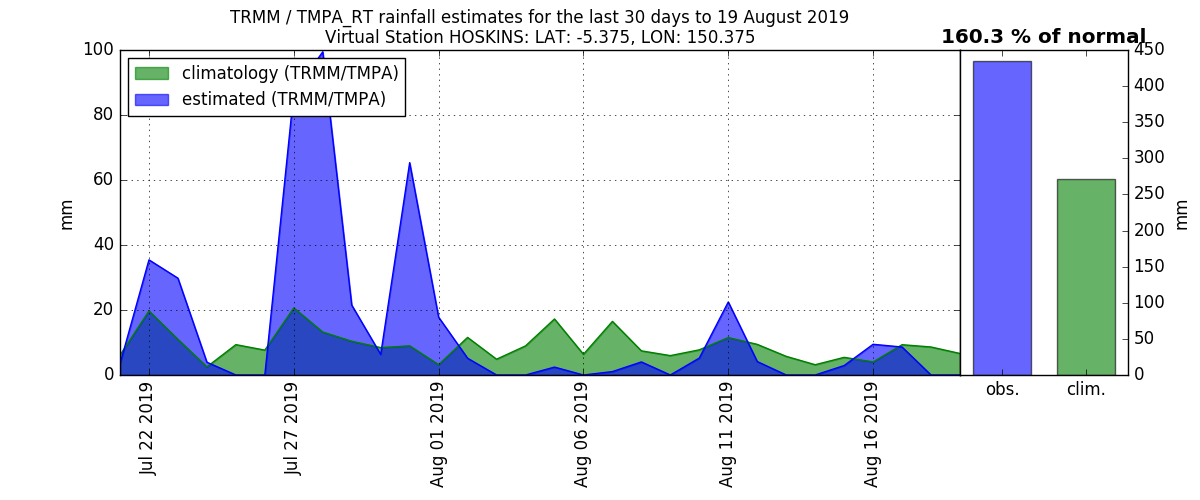 TRMM / TMPA_RT rainfall estimates for the last 30 days to 19 August 2019
Virtual Station HOSKINS: LAT: -5.375, LON: 150.375
160.3 % of normal
climatology (TRMM/TMPA)
estimated (TRMM/TMPA)
100
80
60
40
20
0
mm
Jul 22 2019
Jul 27 2019
Aug 01 2019
Aug 06 2019
Aug 11 2019
Aug 16 2019
450
400
350
300
250
200
150
100
50
0
mm
obs.
clim.